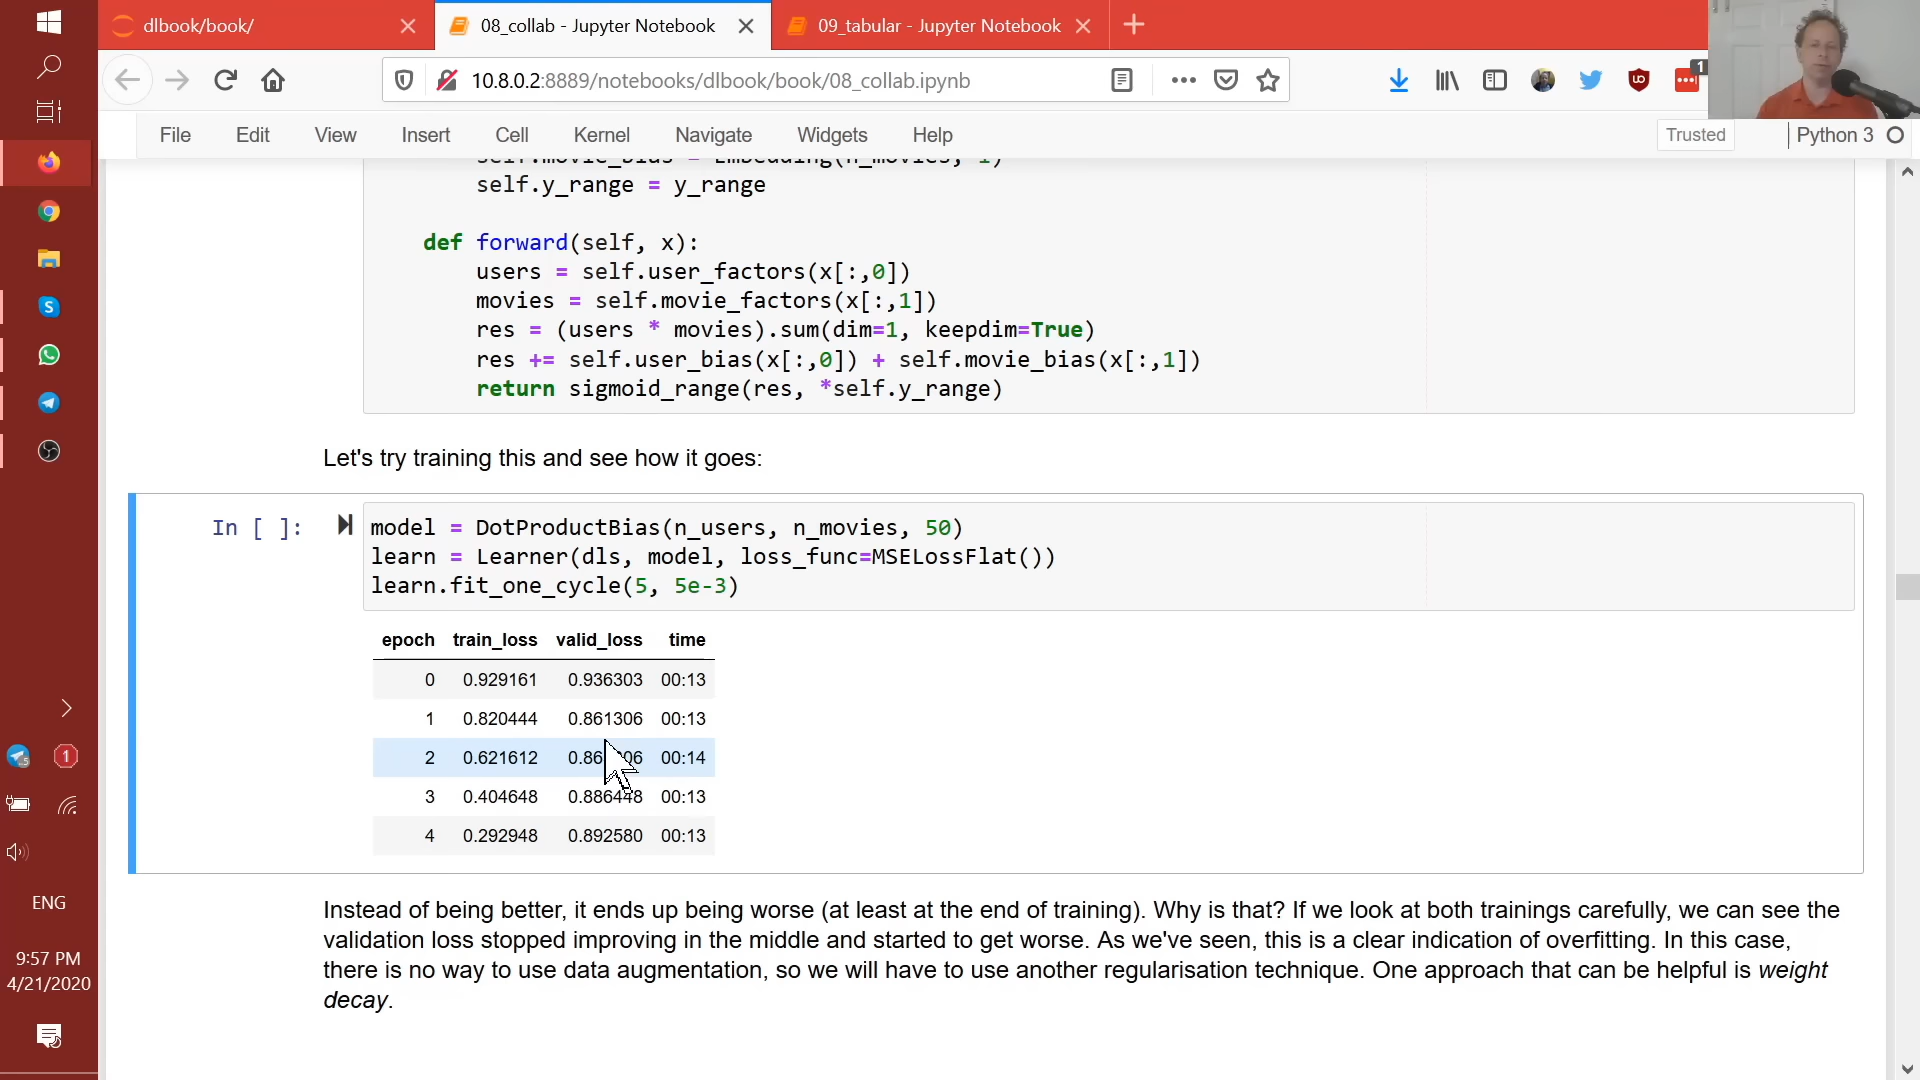 dlbook/book/
08_collab - Jupyter Notebook
09_tabular - Jupyter Notebook
10.8.0.2:8889/notebooks/dlbook/book/08_collab.ipynb
1
File Edit View Insert Cell Kernel Navigate Widgets Help
Trusted
Python 3
self.movie_bias = Embedding(n_movies, 1)
self.y_range = y_range
def forward(self, x):
users = self.user_factors(x[:,0])
movies = self.movie_factors(x[:,1])
res = (users * movies).sum(dim=1, keepdim=True)
res += self.user_bias(x[:,0]) + self.movie_bias(x[:,1])
return sigmoid_range(res, *self.y_range)
Let's try training this and see how it goes:
In [ ]:
model = DotProductBias(n_users, n_movies, 50)
learn = Learner(dls, model, loss_func=MSELossFlat())
learn.fit_one_cycle(5, 5e-3)
epoch train_loss valid_loss time
0 0.929161 0.936303 00:13
1 0.820444 0.861306 00:13
2 0.621612 00:14
3 0.404648 0.886448 00:13
4 0.292948 0.892580 00:13
Instead of being better, it ends up being worse (at least at the end of training). Why is that? If we look at both trainings carefully, we can see the
validation loss stopped improving in the middle and started to get worse. As we've seen, this is a clear indication of overfitting. In this case,
there is no way to use data augmentation, so we will have to use another regularisation technique. One approach that can be helpful is weight
decay.
1
ENG
9:57 PM
4/21/2020